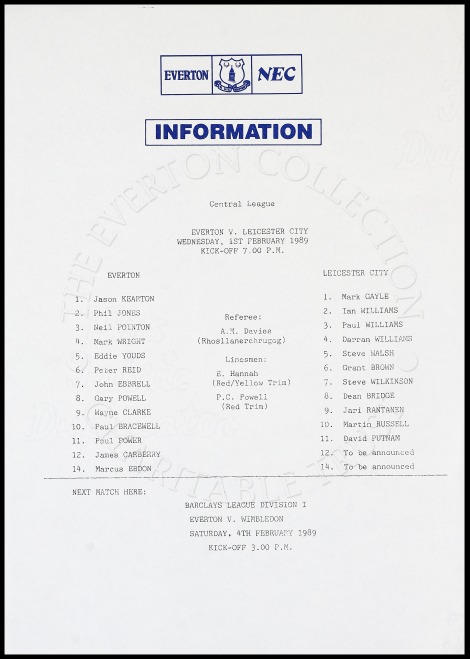 EVERTON NEC
INFORMATION
Central League
EVERTON V. LEICESTER CITY
WEDNESDAY, 1ST FEBRUARY 1989
KICK-OFF 7.00 P.M.
EVERTON
1. Jason KEARTON
2. Phil JONES
3. Neil POINTON
4. Mark WRIGHT
5. Eddie YOUDS
6. Peter REID
7. John EBBRELL
8. Gary POWELL
9. Wayne CLARKE
10. Paul BRACEWELL
11. Paul POWER
12. James CARBERRY
14. Marcus EBDON
Referee:
A.M. Davies
(Rhosllanerchrugog)
Linesmen:
E. Hannah
(Red/Yellow Trim)
P.C. Powell
(Red Trim)
LEICESTER CITY
1. Mark GAYLE
2. Ian WILLIAMS
3. Paul WILLIAMS
4. Darran WILLIAMS
5. Steve WALSH
6. Grant BROWN
7. Steve WILKINSON
8. Dean BRIDGE
9. Jari RANTANEN
10. Martin RUSSELL
11. David PUTNAM
12. To be announced
14. To be announced
NEXT MATCH HERE:
BARCLAYS LEAGUE DIVISION I
EVERTON V. WIMBLEDON
SATURDAY, 4TH FEBRUARY 1989
KICK-OFF 3.00 P.M.
THE EVERTON COLLECTION
CHARITABLE TRUST